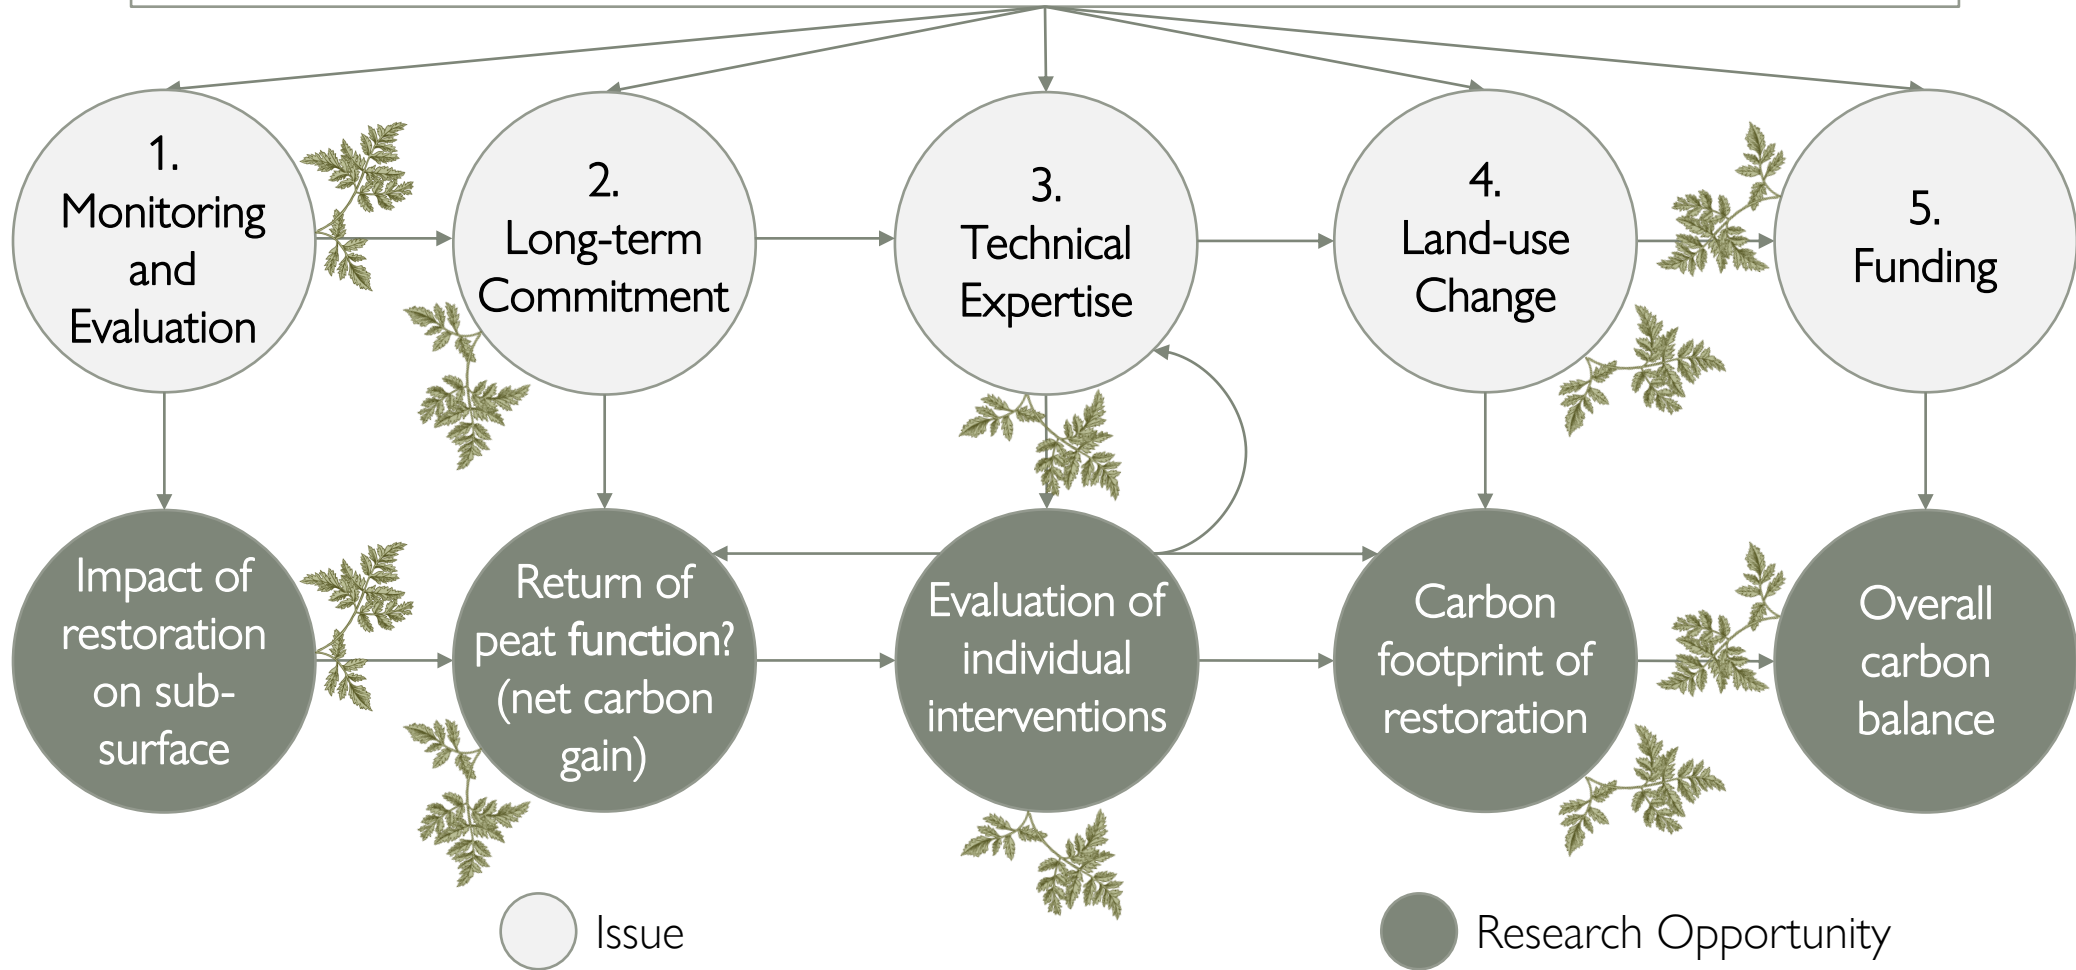 1.
Monitoring
and
Evaluation
2.
Long-term
Commitment
3.
Technical
Expertise
4.
Land-use
Change
5.
Funding
Impact of
restoration
on sub-
surface
Return of
peat function?
(net carbon
gain)
Evaluation of
individual
interventions
Carbon
footprint of
restoration
Overall
carbon
balance
Issue
Research Opportunity